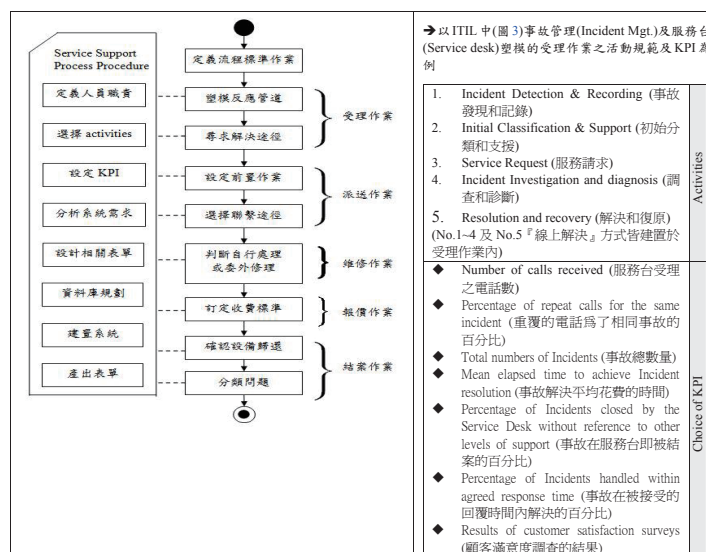 Service Support
Process Procedure
定義人員職責
選擇 activities
設定 KPI
分析系統需求
設計相關表單
資料庫規劃
建置系統
產出表單
定義流程標準作業
塑模反應管道
尋求解決途徑
設定前置作業
選擇聯繫途徑
判斷自行處理
或委外修理
訂定收費標準
確認設備歸還
分類問題
受理作業
派送作業
維修作業
報價作業
結案作業
➔以 ITIL 中(圖 3)事故管理(Incident Mgt.)及服務台
(Service desk)塑模的受理作業之活動規範及 KPI 為
例
1. Incident Detection & Recording (事故
發現和記錄)
2. Initial Classification & Support (初始分
類和支援)
3. Service Request (服務請求)
4. Incident Investigation and diagnosis (調
查和診斷)
5. Resolution and recovery (解決和復原)
(No.1~4 及 No.5『線上解決』方式皆建置於
受理作業內)
Activities
◆ Number of calls received (服務台受理
之電話數)
◆ Percentage of repeat calls for the same
incident (重覆的電話為了相同事故的
百分比)
◆ Total numbers of Incidents (事故總數量)
◆ Mean elapsed time to achieve Incident
resolution (事故解決平均花費的時間)
◆ Percentage of Incidents closed by the
Service Desk without reference to other
levels of support (事故在服務台即被結
案的百分比)
◆ Percentage of Incidents handled within
agreed response time (事故在被接受的
回覆時間內解決的百分比)
◆ Results of customer satisfaction surveys
(顧客滿意度調查的結果)
Choice of KPI